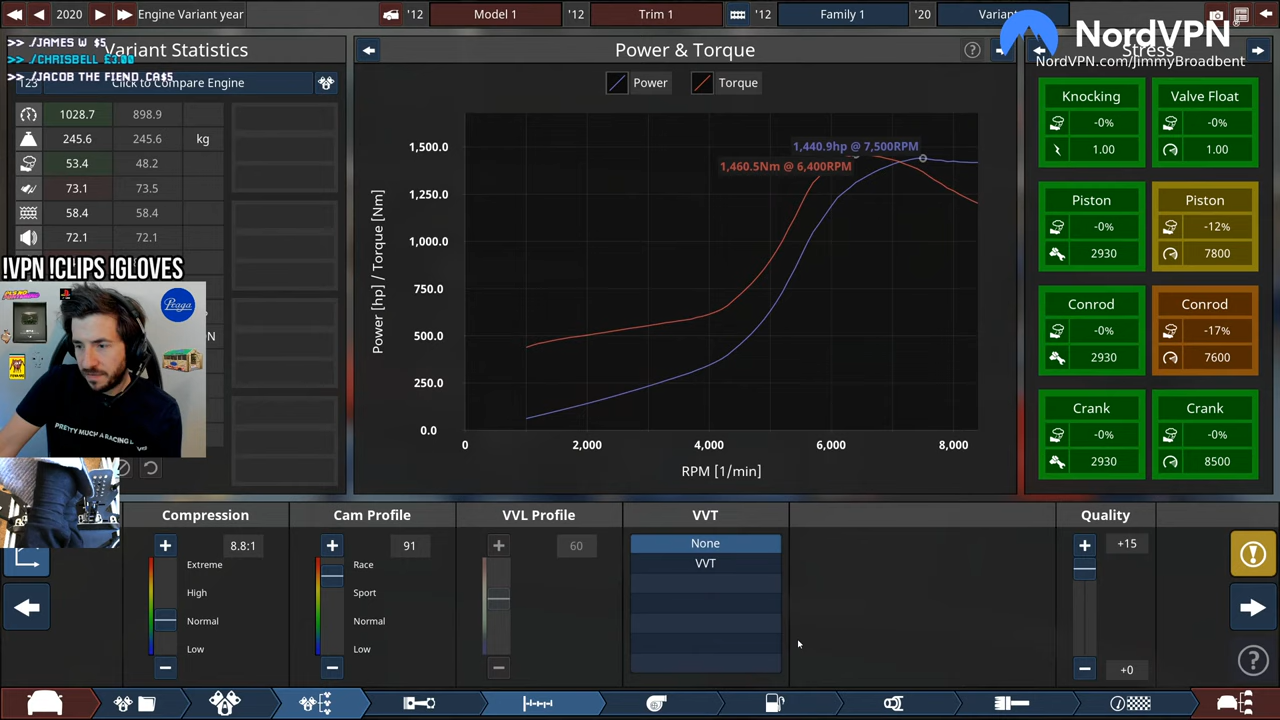 2020
Engine Variant year
'12
Model 1
'12
Trim 1
'12
Family 1
'20
Variant
NordVPN
NordVPN.com/JimmyBroadbent
>> ./JAMES W $5
>> ./CHRISBELL £3.00
>> ./JACOB THE FIEND CA$5
Variant Statistics
123
Click to Compare Engine
1028.7 898.9
245.6 245.6 kg
53.4 48.2
73.1 73.5
58.4 58.4
72.1 72.1
!VPN !CLIPS !GLOVES
Praga
PRETTY MUCH A RACING
Power & Torque
?
Power
Torque
1,440.9hp @ 7,500RPM
1,460.5Nm @ 6,400RPM
Power [hp] / Torque [Nm]
1,500.0
1,250.0
1,000.0
750.0
500.0
250.0
0.0
0 2,000 4,000 6,000 8,000
RPM [1/min]
Stress
Knocking
-0%
1.00
Valve Float
-0%
1.00
Piston
-0%
2930
Piston
-12%
7800
Conrod
-0%
2930
Conrod
-17%
7600
Crank
-0%
2930
Crank
-0%
8500
Compression
8.8:1
Extreme
High
Normal
Low
Cam Profile
91
Race
Sport
Normal
Low
VVL Profile
60
VVT
None
VVT
Quality
+15
+0
?